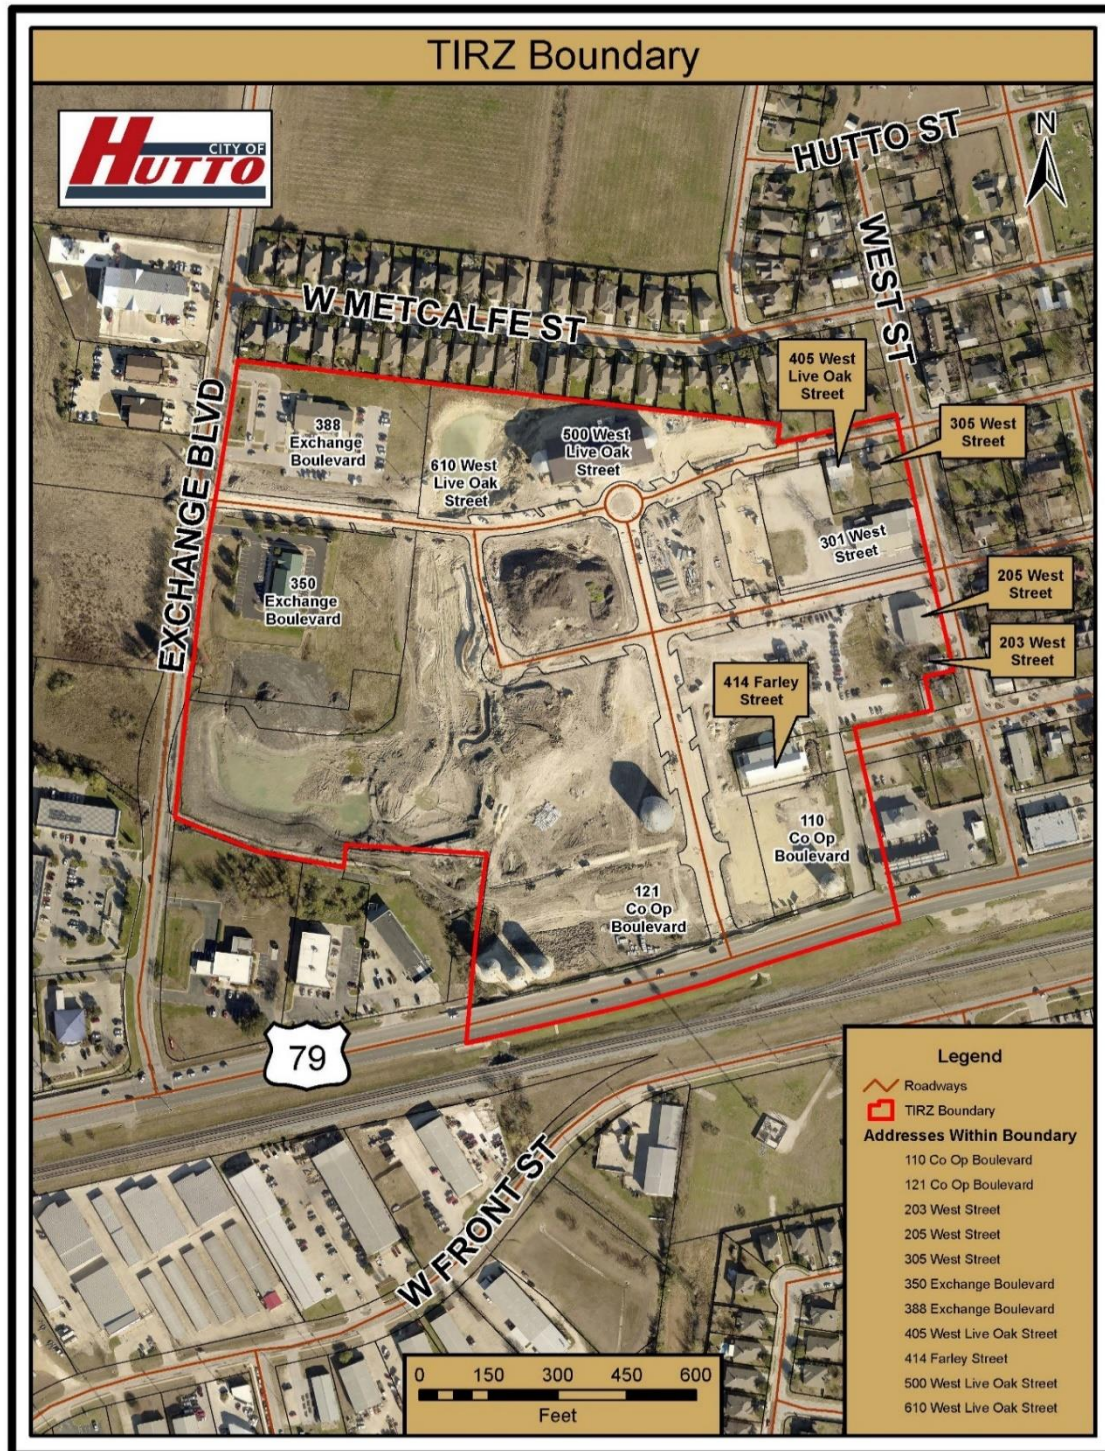 TIRZ Boundary
CITY OF
HUTTO
HUTTO ST
N
WEST ST
W METCALFE ST
405 West
Live Oak
Street
305 West
Street
EXCHANGE BLVD
388
Exchange
Boulevard
500 West
Live Oak
Street
610 West
Live Oak
Street
301 West
Street
350
Exchange
Boulevard
205 West
Street
203 West
Street
414 Farley
Street
110
Co Op
Boulevard
121
Co Op
Boulevard
79
W FRONT ST
Legend
Roadways
TIRZ Boundary
Addresses Within Boundary
110 Co Op Boulevard
121 Co Op Boulevard
203 West Street
205 West Street
305 West Street
350 Exchange Boulevard
388 Exchange Boulevard
405 West Live Oak Street
414 Farley Street
500 West Live Oak Street
610 West Live Oak Street
0 150 300 450 600
Feet